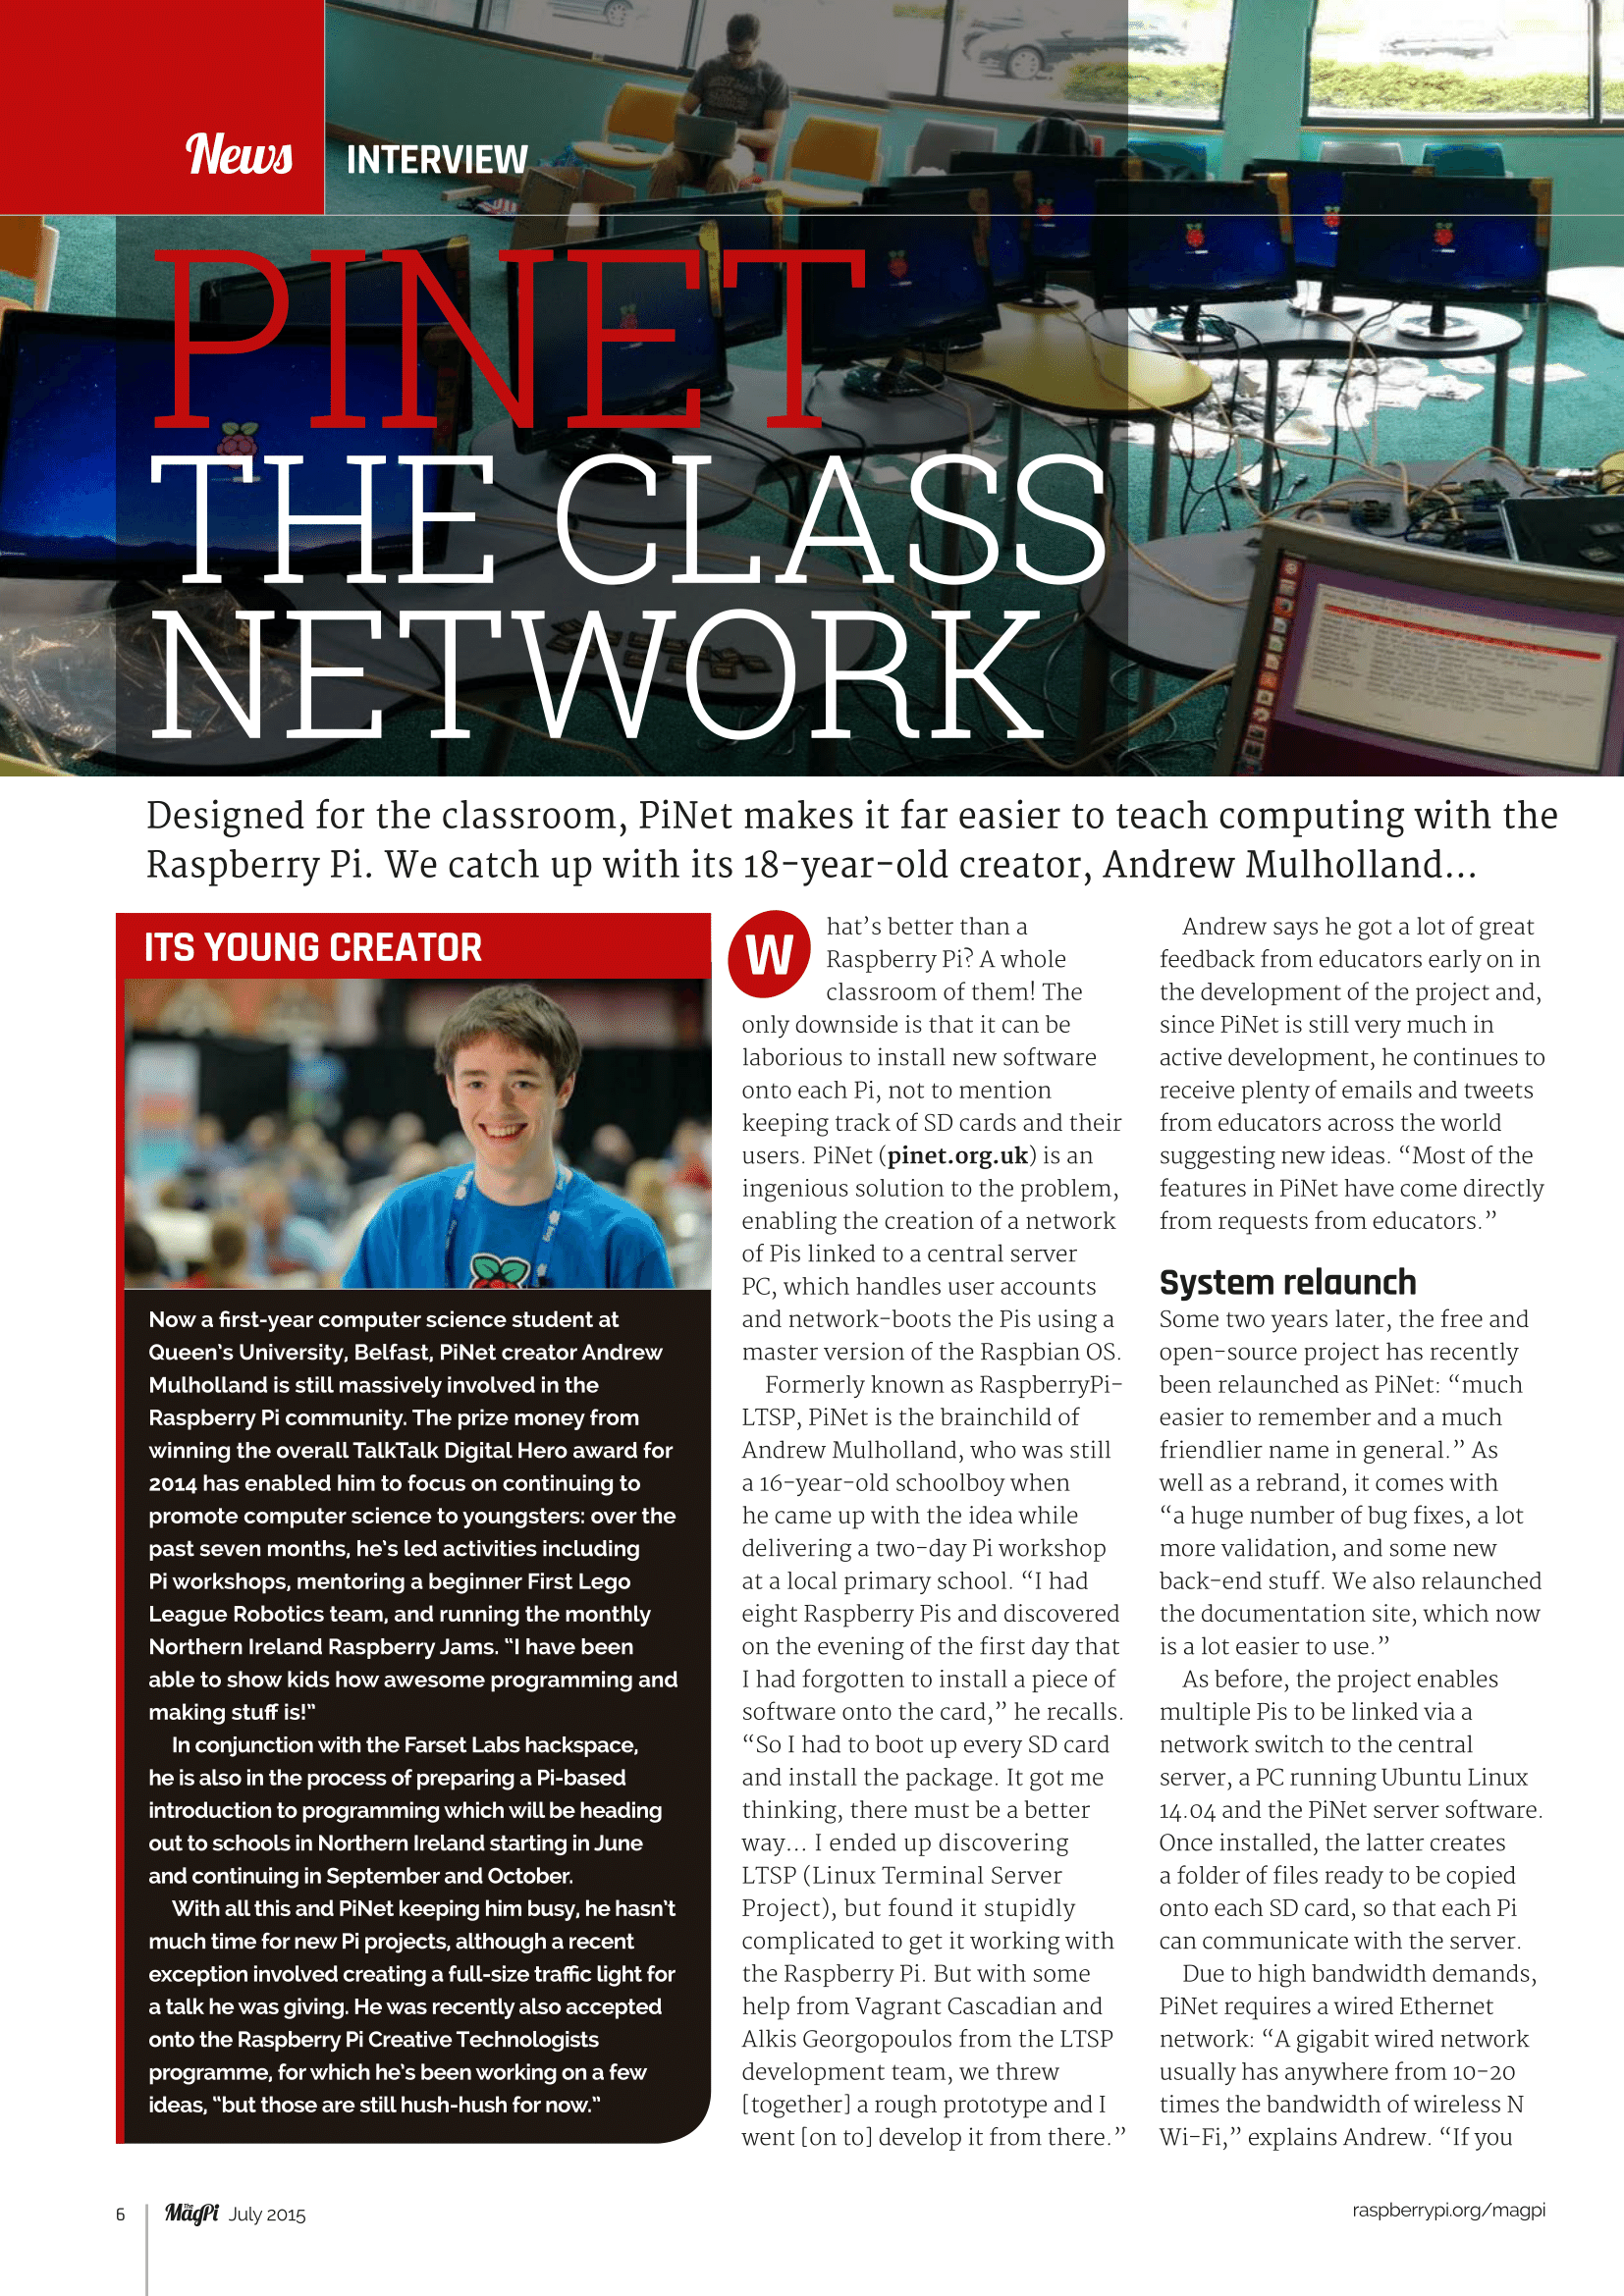 News
INTERVIEW
PINET
THE CLASS
NETWORK
Designed for the classroom, PiNet makes it far easier to teach computing with the
Raspberry Pi. We catch up with its 18-year-old creator, Andrew Mulholland...
ITS YOUNG CREATOR
Now a first-year computer science student at
Queen's University, Belfast, PiNet creator Andrew
Mulholland is still massively involved in the
Raspberry Pi community. The prize money from
winning the overall TalkTalk Digital Hero award for
2014 has enabled him to focus on continuing to
promote computer science to youngsters: over the
past seven months, he's led activities including
Pi workshops, mentoring a beginner First Lego
League Robotics team, and running the monthly
Northern Ireland Raspberry Jams. “I have been
able to show kids how awesome programming and
making stuff is!”
In conjunction with the Farset Labs hackspace,
he is also in the process of preparing a Pi-based
introduction to programming which will be heading
out to schools in Northern Ireland starting in June
and continuing in September and October.
With all this and PiNet keeping him busy, he hasn't
much time for new Pi projects, although a recent
exception involved creating a full-size traffic light for
a talk he was giving. He was recently also accepted
onto the Raspberry Pi Creative Technologists
programme, for which he's been working on a few
ideas, “but those are still hush-hush for now.”
What's better than a
Raspberry Pi? A whole
classroom of them! The
only downside is that it can be
laborious to install new software
onto each Pi, not to mention
keeping track of SD cards and their
users. PiNet (pinet.org.uk) is an
ingenious solution to the problem,
enabling the creation of a network
of Pis linked to a central server
PC, which handles user accounts
and network-boots the Pis using a
master version of the Raspbian OS.
Formerly known as RaspberryPi-
LTSP, PiNet is the brainchild of
Andrew Mulholland, who was still
a 16-year-old schoolboy when
he came up with the idea while
delivering a two-day Pi workshop
at a local primary school. “I had
eight Raspberry Pis and discovered
on the evening of the first day that
I had forgotten to install a piece of
software onto the card,” he recalls.
“So I had to boot up every SD card
and install the package. It got me
thinking, there must be a better
way... I ended up discovering
LTSP (Linux Terminal Server
Project), but found it stupidly
complicated to get it working with
the Raspberry Pi. But with some
help from Vagrant Cascadian and
Alkis Georgopoulos from the LTSP
development team, we threw
[together] a rough prototype and I
went [on to] develop it from there.”
Andrew says he got a lot of great
feedback from educators early on in
the development of the project and,
since PiNet is still very much in
active development, he continues to
receive plenty of emails and tweets
from educators across the world
suggesting new ideas. “Most of the
features in PiNet have come directly
from requests from educators.”
System relaunch
Some two years later, the free and
open-source project has recently
been relaunched as PiNet: “much
easier to remember and a much
friendlier name in general.” As
well as a rebrand, it comes with
“a huge number of bug fixes, a lot
more validation, and some new
back-end stuff. We also relaunched
the documentation site, which now
is a lot easier to use.”
As before, the project enables
multiple Pis to be linked via a
network switch to the central
server, a PC running Ubuntu Linux
14.04 and the PiNet server software.
Once installed, the latter creates
a folder of files ready to be copied
onto each SD card, so that each Pi
can communicate with the server.
Due to high bandwidth demands,
PiNet requires a wired Ethernet
network: “A gigabit wired network
usually has anywhere from 10-20
times the bandwidth of wireless N
Wi-Fi,” explains Andrew. “If you
6
The MagPi July 2015
raspberrypi.org/magpi